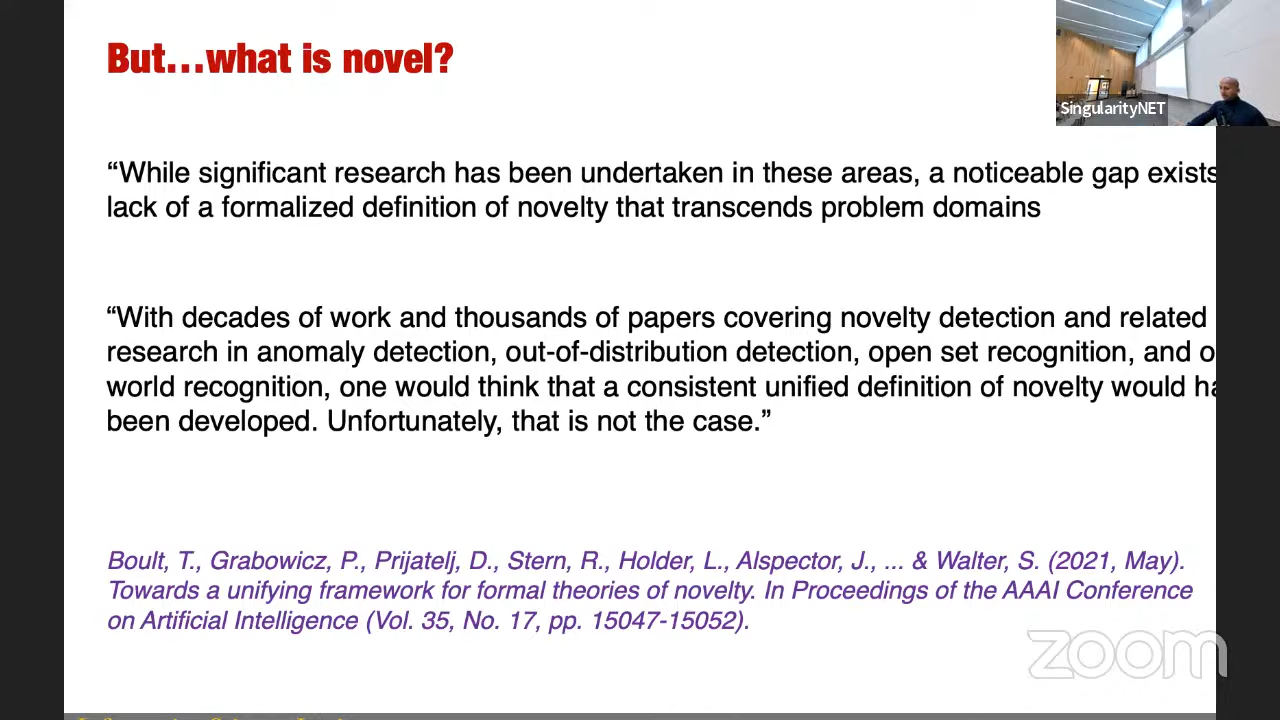 But…what is novel?
SingularityNET
“While significant research has been undertaken in these areas, a noticeable gap exists
lack of a formalized definition of novelty that transcends problem domains
“With decades of work and thousands of papers covering novelty detection and related
research in anomaly detection, out-of-distribution detection, open set recognition, and
world recognition, one would think that a consistent unified definition of novelty would
been developed. Unfortunately, that is not the case.”
Boult, T., Grabowicz, P., Prijatelj, D., Stern, R., Holder, L., Alspector, J., ... & Walter, S. (2021, May).
Towards a unifying framework for formal theories of novelty. In Proceedings of the AAAI Conference
on Artificial Intelligence (Vol. 35, No. 17, pp. 15047-15052).
zoom